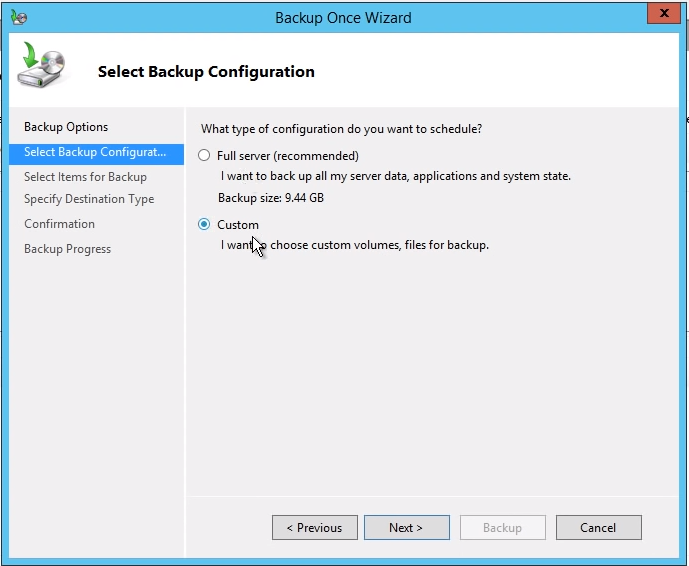 Backup Once Wizard
x
Select Backup Configuration
Backup Options
Select Backup Configurat...
Select Items for Backup
Specify Destination Type
Confirmation
Backup Progress
What type of configuration do you want to schedule?
Full server (recommended)
I want to back up all my server data, applications and system state.
Backup size: 9.44 GB
Custom
I want choose custom volumes, files for backup.
< Previous
Next >
Backup
Cancel